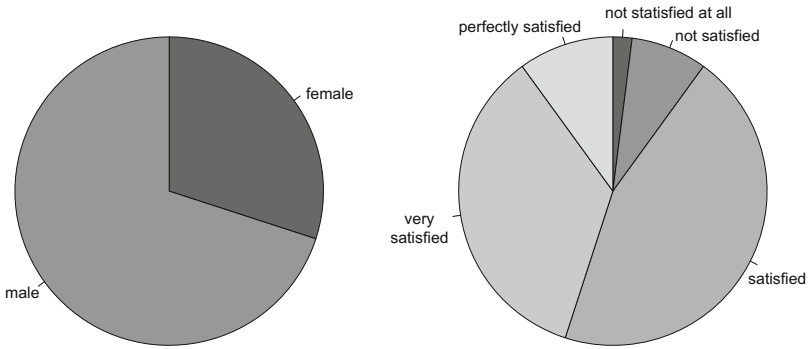 female
male
not statisfied at all
not satisfied
perfectly satisfied
very
satisfied
satisfied